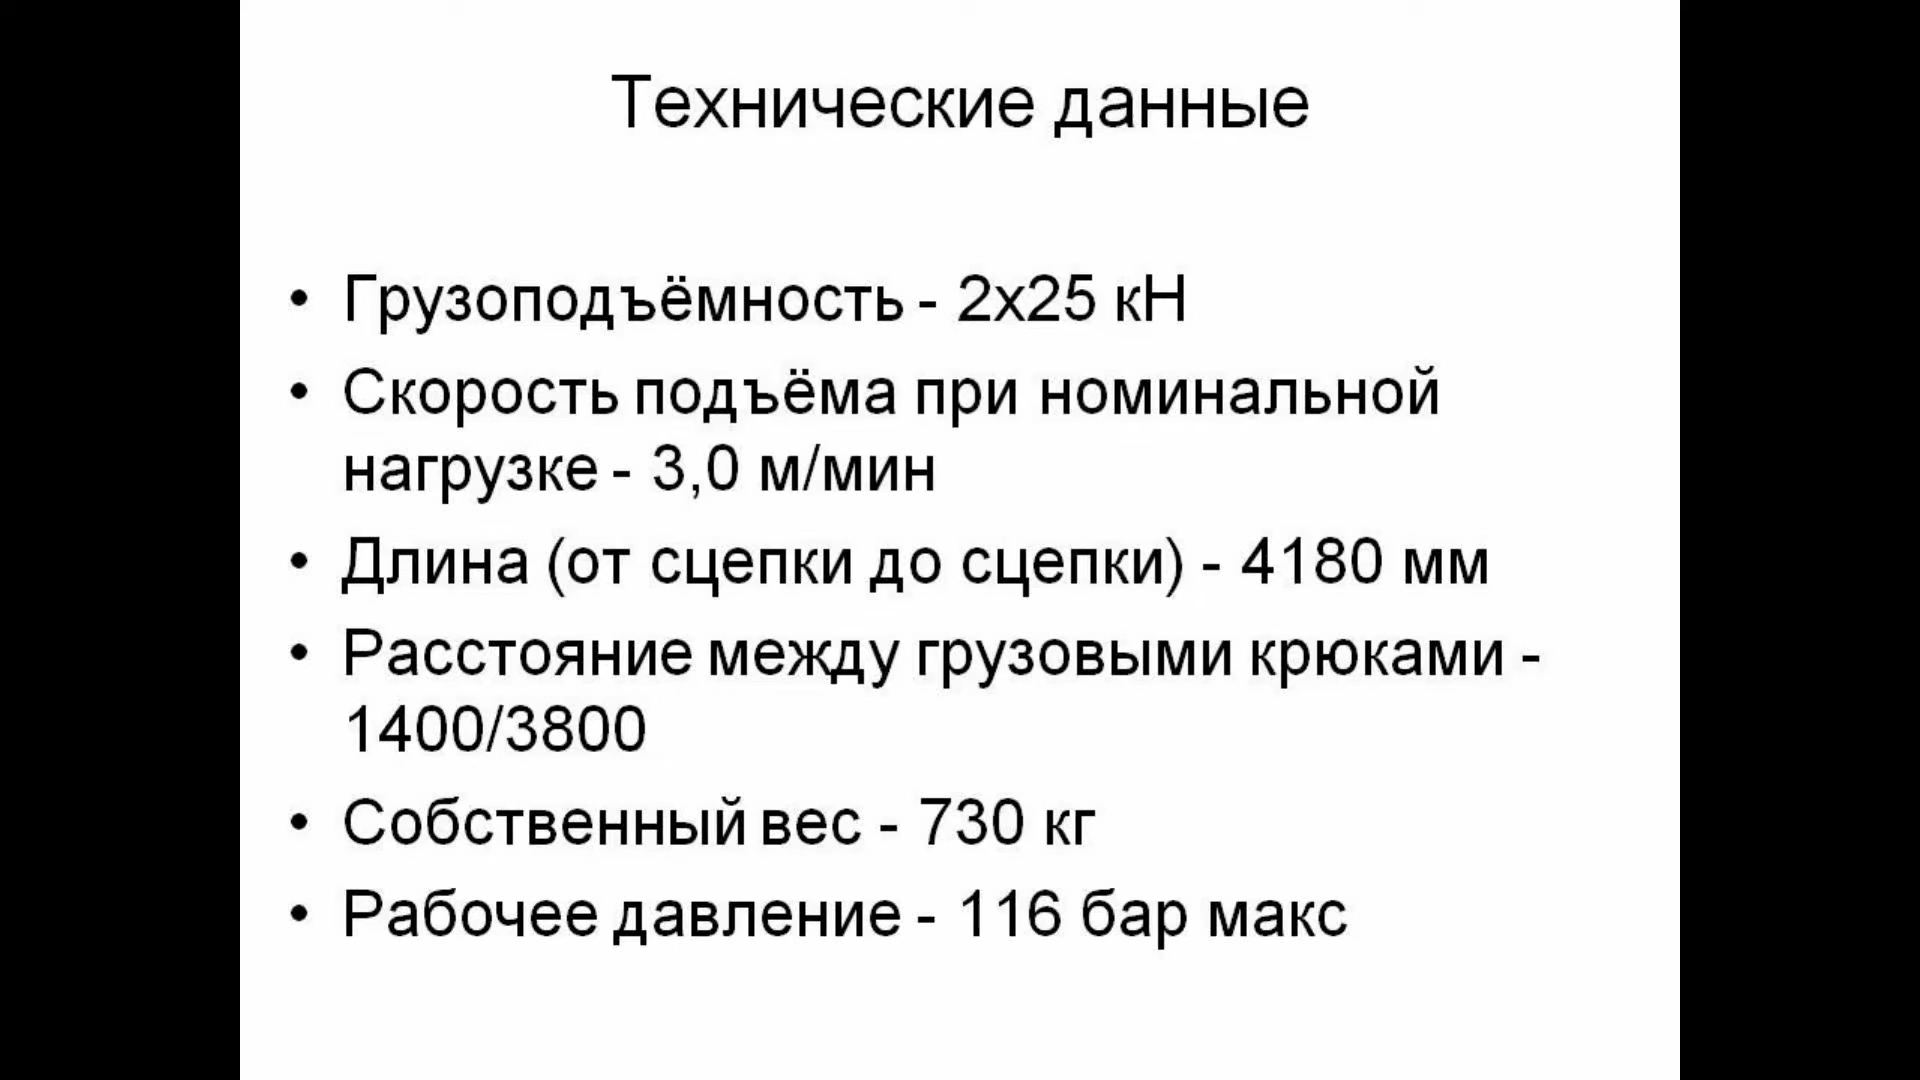 Технические данные
• Грузоподъёмность - 2х25 кН
• Скорость подъёма при номинальной
нагрузке - 3,0 м/мин
• Длина (от сцепки до сцепки) - 4180 мм
• Расстояние между грузовыми крюками -
1400/3800
• Собственный вес - 730 кг
• Рабочее давление - 116 бар макс